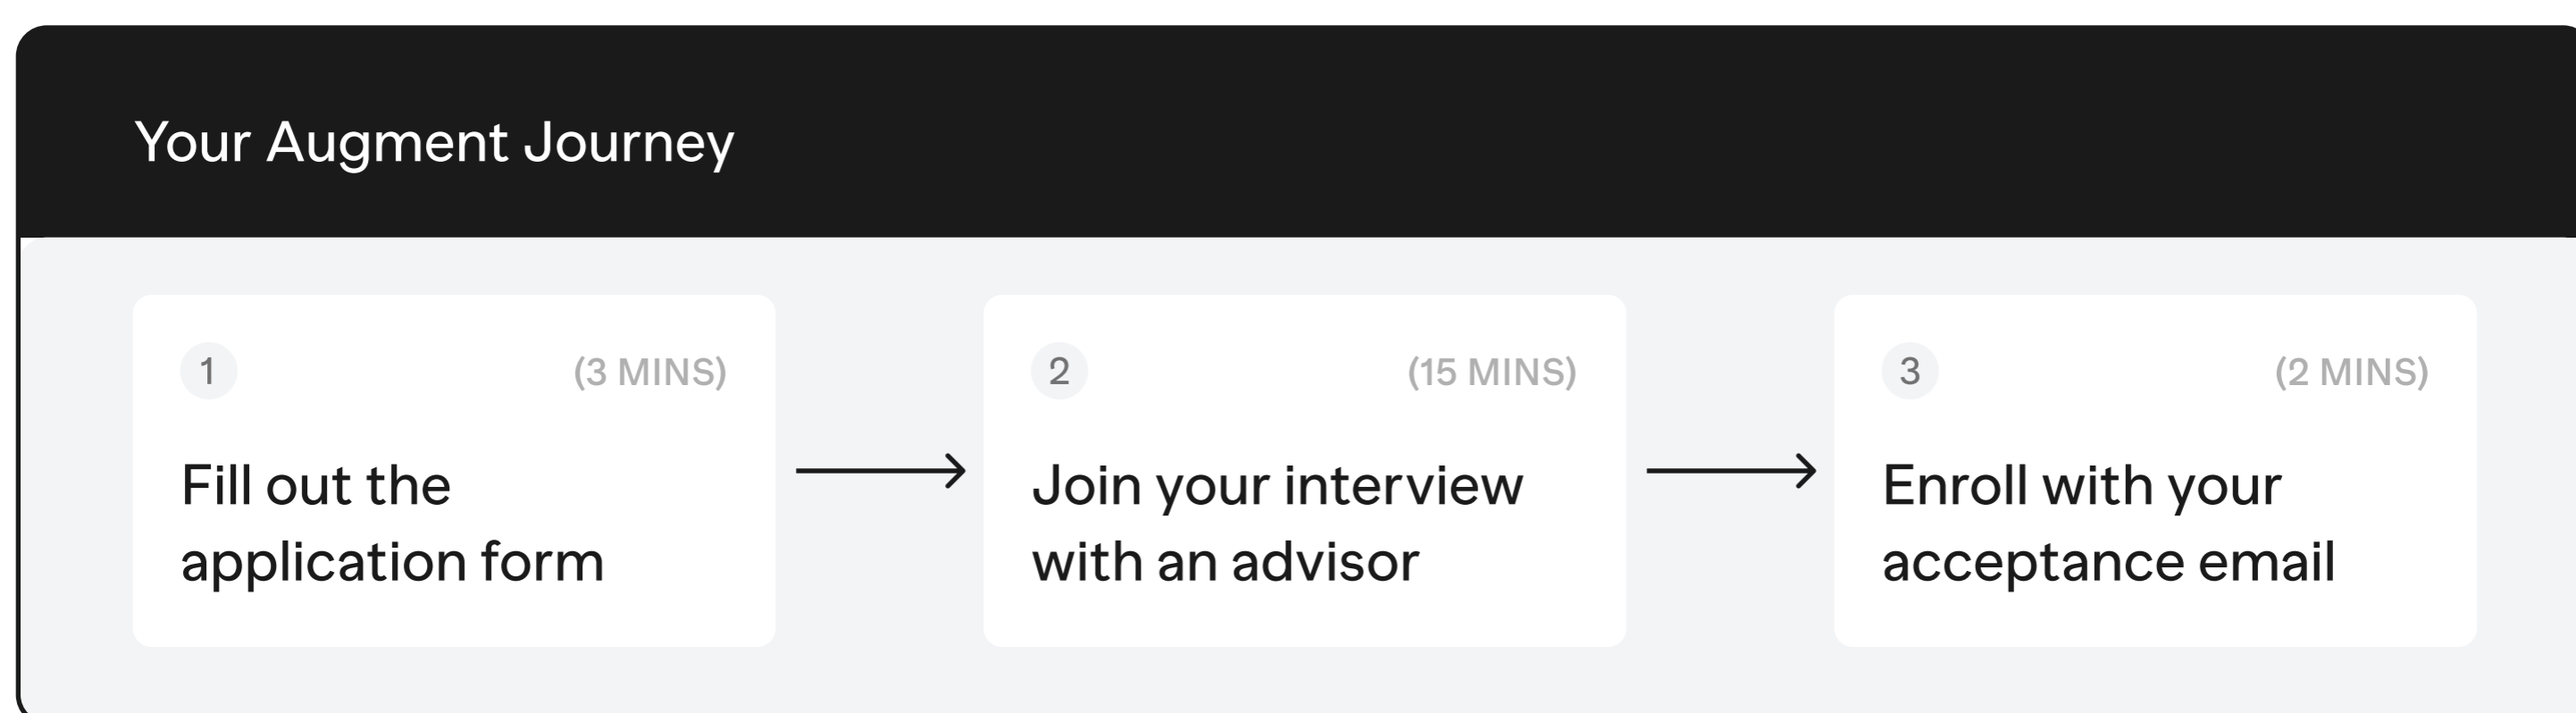 Your Augment Journey
1
(3 MINS)
Fill out the
application form
2
(15 MINS)
Join your interview
with an advisor
3
(2 MINS)
Enroll with your
acceptance email